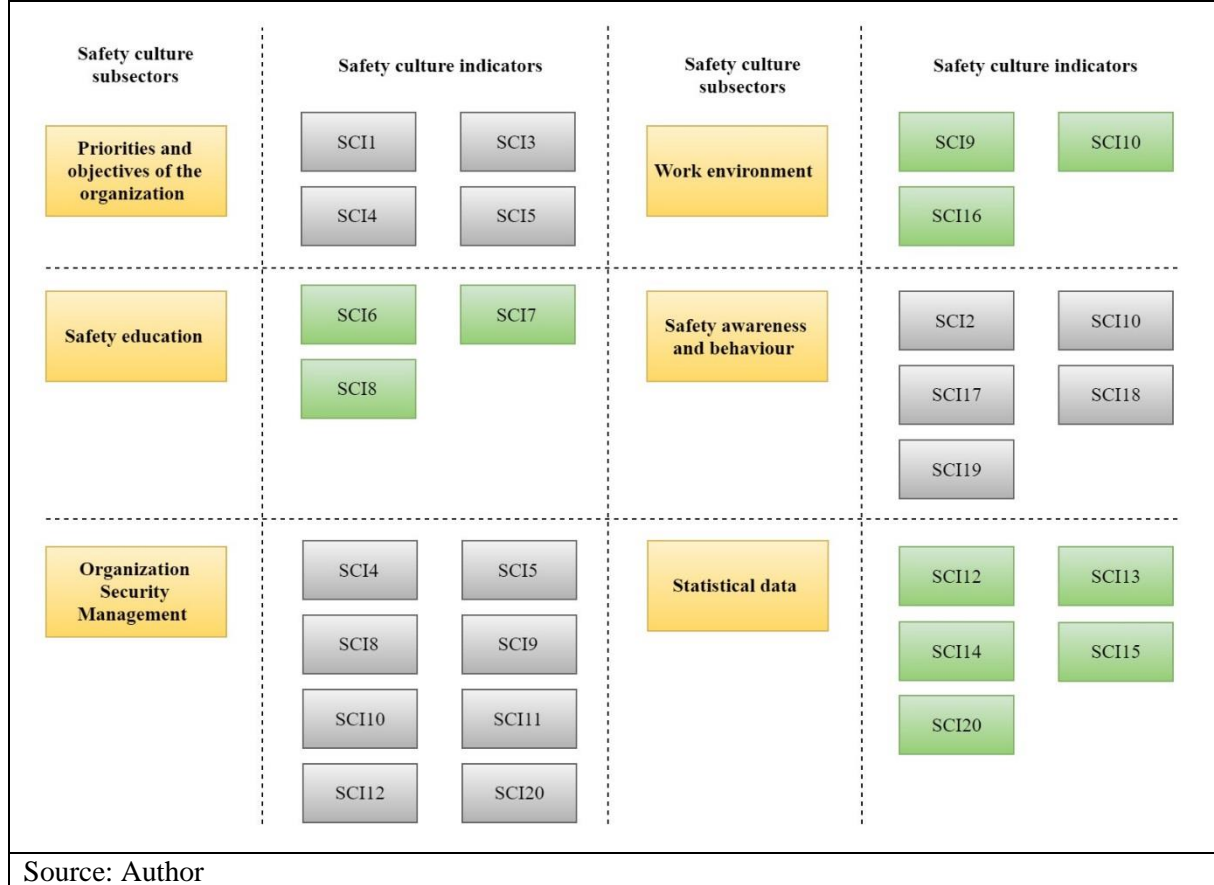 Safety culture
subsectors
Safety culture indicators
Safety culture
subsectors
Safety culture indicators
Priorities and
objectives of the
organization
SCI1
SCI3
SCI4
SCI5
Work environment
SCI9
SCI10
SCI16
Safety education
SCI6
SCI7
SCI8
Safety awareness
and behaviour
SCI2
SCI10
SCI17
SCI18
SCI19
Organization
Security
Management
SCI4
SCI5
SCI8
SCI9
SCI10
SCI11
SCI12
SCI20
Statistical data
SCI12
SCI13
SCI14
SCI15
SCI20
Source: Author